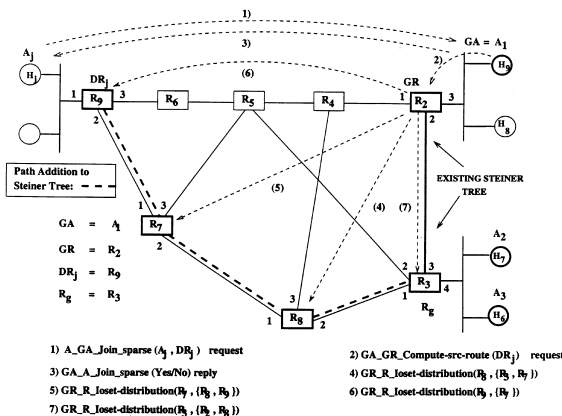 1)
3)
GA = A1
2)
Aj
Hj
DRj
(6)
GR
H9
1
R9
3
R6
R5
R4
1
R2
3
2
2
H8
Path Addition to
Steiner Tree:
(5)
EXISTING STEINER
TREE
(4)
(7)
GA = A1
GR = R2
DRj = R9
Rg = R3
1
3
R7
2
A2
H7
2
3
R3
4
1
Rg
A3
H6
3
R8
1
2
1) A_GA_Join_sparse (Aj , DRj ) request
2) GA_GR_Compute-src-route (DRj ) request
3) GA_A_Join_sparse (Yes/No) reply
4) GR_R_Ioset-distribution(R8 , {R3 , R7 })
5) GR_R_Ioset-distribution(R7 , {R8 , R9 })
6) GR_R_Ioset-distribution(R9 , {R7 })
7) GR_R_Ioset-distribution(R3 , {R2 , R8 })